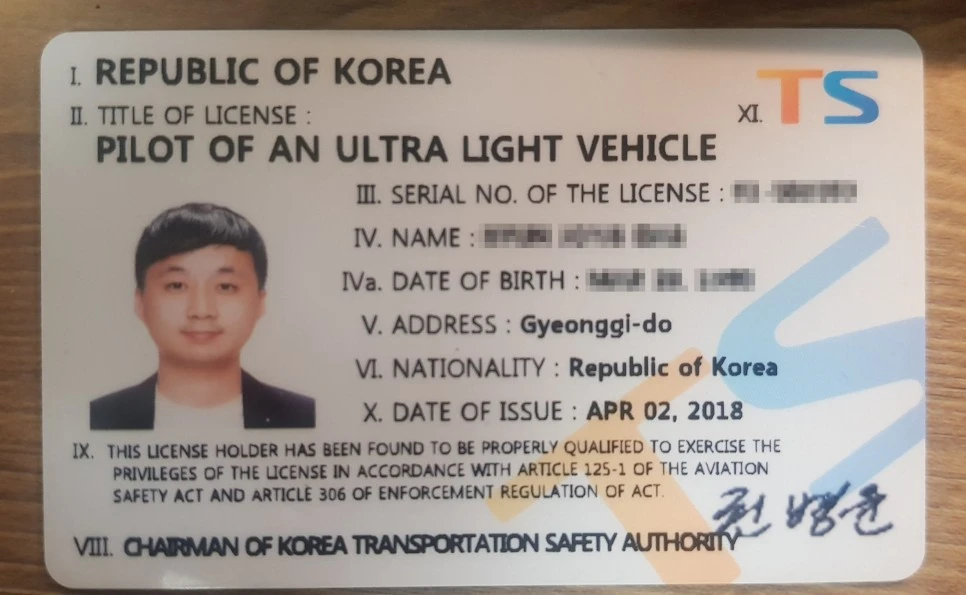 I. REPUBLIC OF KOREA
II. TITLE OF LICENSE :
XI. TS
PILOT OF AN ULTRA LIGHT VEHICLE
III. SERIAL NO. OF THE LICENSE :
IV. NAME :
IVa. DATE OF BIRTH :
V. ADDRESS : Gyeonggi-do
VI. NATIONALITY : Republic of Korea
X. DATE OF ISSUE : APR 02, 2018
IX. THIS LICENSE HOLDER HAS BEEN FOUND TO BE PROPERLY QUALIFIED TO EXERCISE THE
PRIVILEGES OF THE LICENSE IN ACCORDANCE WITH ARTICLE 125-1 OF THE AVIATION
SAFETY ACT AND ARTICLE 306 OF ENFORCEMENT REGULATION OF ACT.
권병윤
VIII. CHAIRMAN OF KOREA TRANSPORTATION SAFETY AUTHORITY
TS